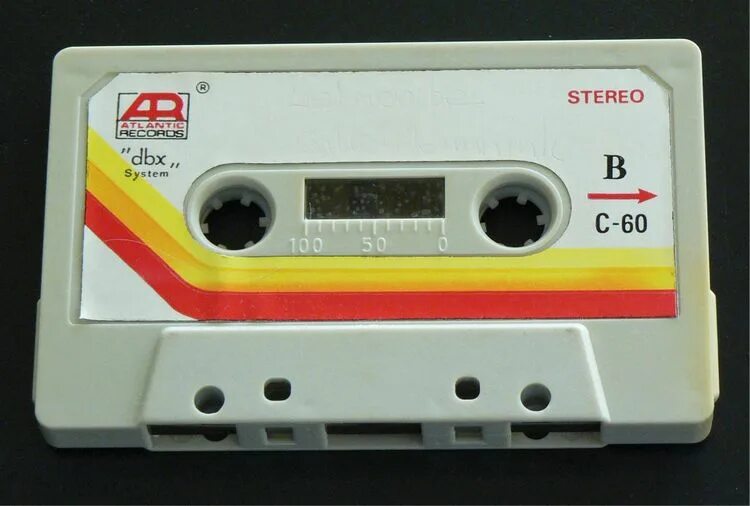 AR ®
ATLANTIC
RECORDS
"dbx„
System
STEREO
B
C-60
100 50 0